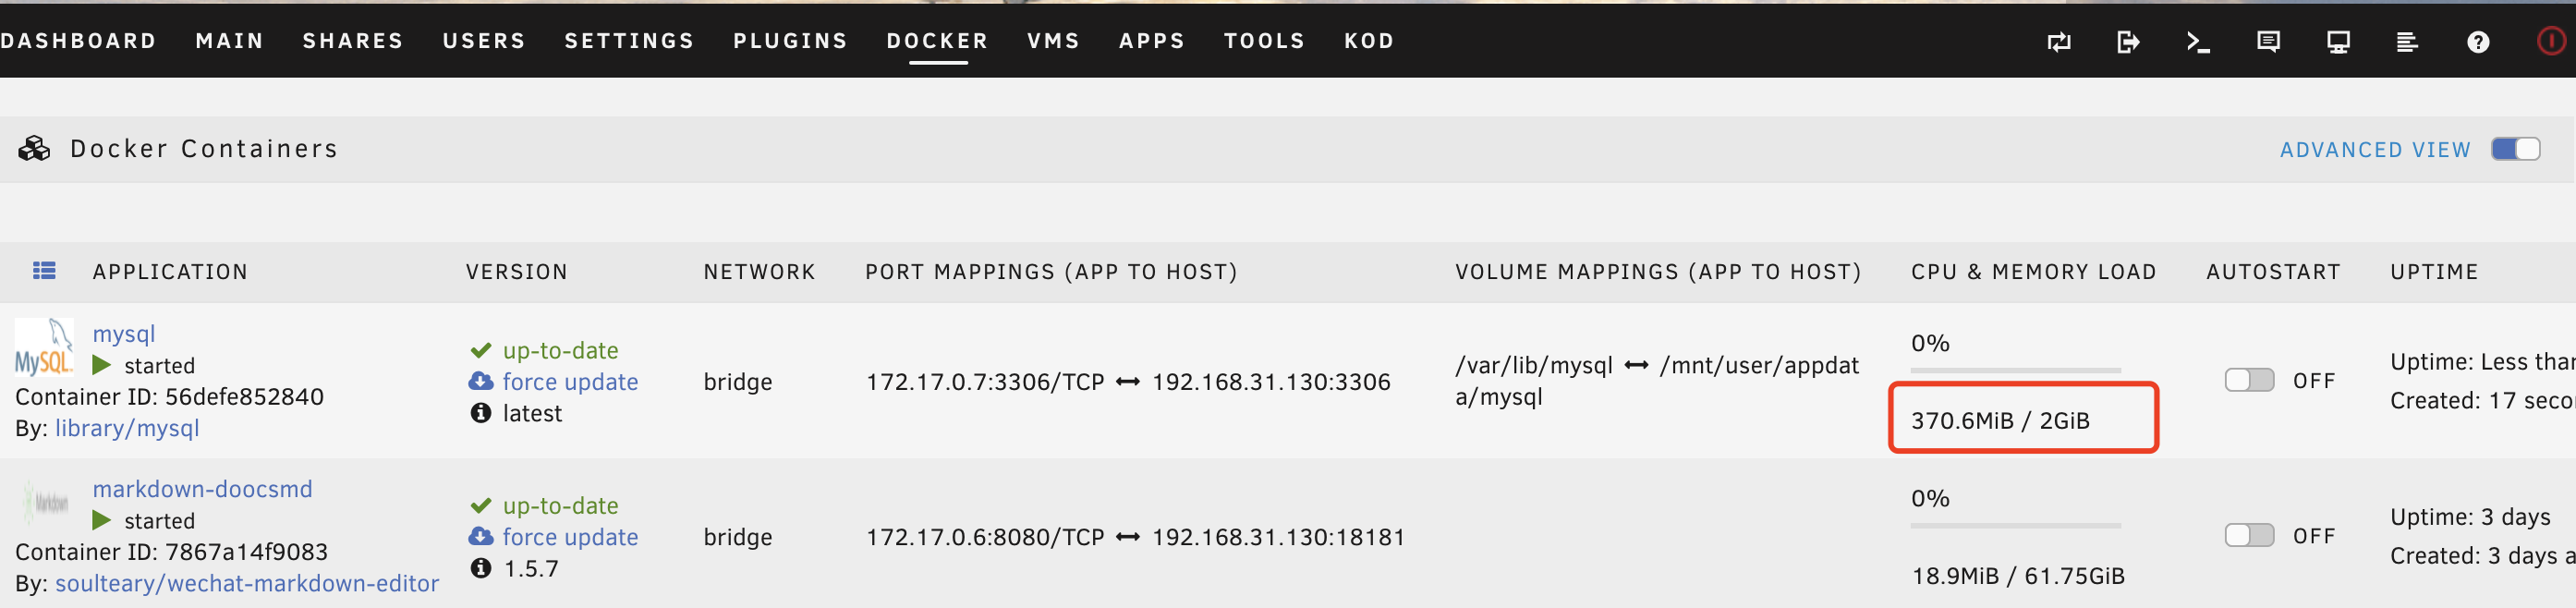 DASHBOARD MAIN SHARES USERS SETTINGS PLUGINS DOCKER VMS APPS TOOLS KOD
Docker Containers
ADVANCED VIEW
APPLICATION VERSION NETWORK PORT MAPPINGS (APP TO HOST) VOLUME MAPPINGS (APP TO HOST) CPU & MEMORY LOAD AUTOSTART UPTIME
MySQL
mysql
started
Container ID: 56defe852840
By: library/mysql
up-to-date
force update
latest
bridge
172.17.0.7:3306/TCP ↔ 192.168.31.130:3306
/var/lib/mysql ↔ /mnt/user/appdat
a/mysql
0%
370.6MiB / 2GiB
OFF
Uptime: Less than
Created: 17 seco
Markdown
markdown-doocsmd
started
Container ID: 7867a14f9083
By: soulteary/wechat-markdown-editor
up-to-date
force update
1.5.7
bridge
172.17.0.6:8080/TCP ↔ 192.168.31.130:18181
0%
18.9MiB / 61.75GiB
OFF
Uptime: 3 days
Created: 3 days a